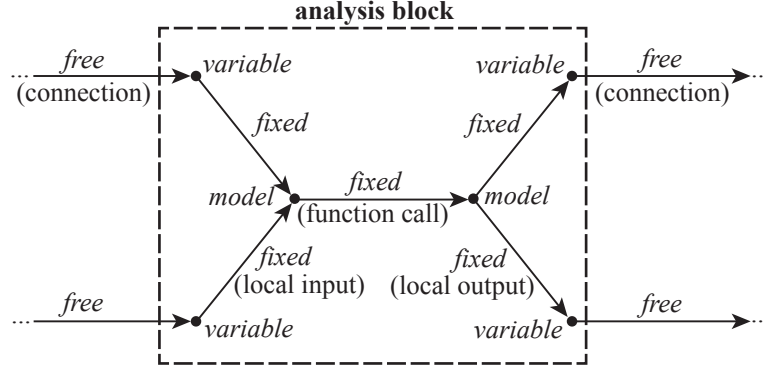 analysis block
free
variable
variable
free
... (connection)
(connection) ...
fixed
fixed
model
fixed
model
(function call)
fixed
fixed
(local input)
(local output)
... free
free ...
variable
variable